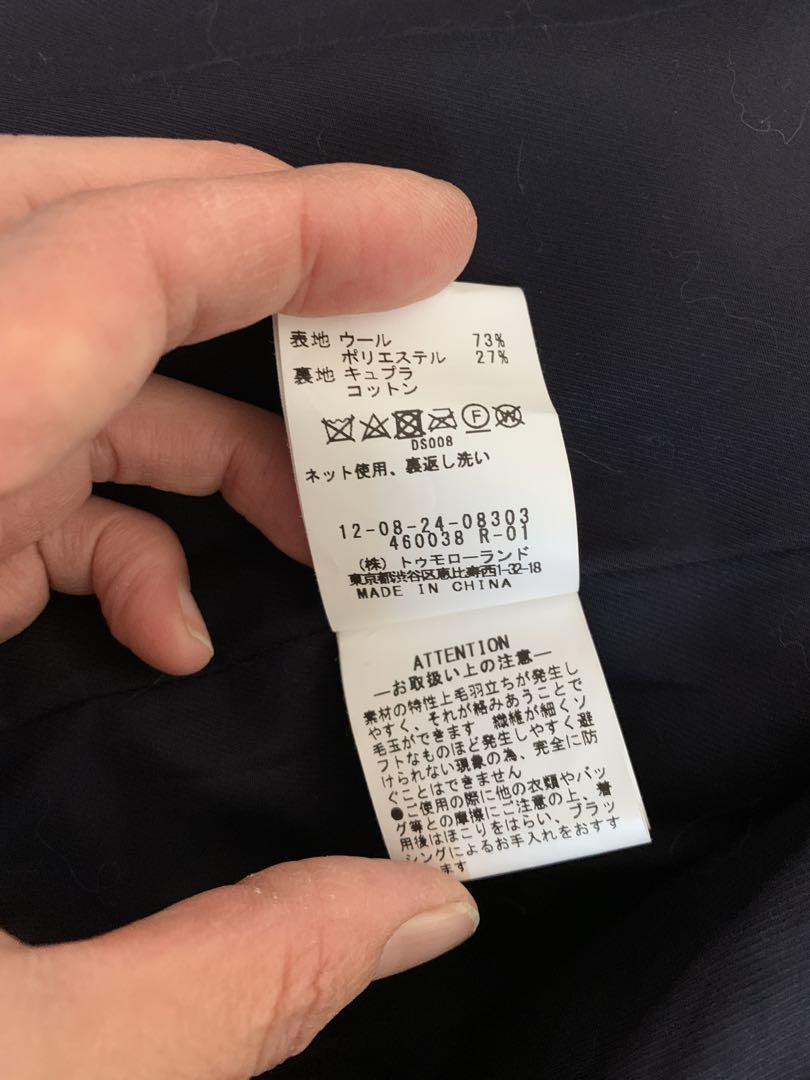 表地 ウール 73%
ポリエステル 27%
裏地 キュプラ
コットン
F W
DS008
ネット使用、裏返し洗い
12-08-24-08303
460038 R-01
(株) トゥモローランド
東京都渋谷区恵比寿西1-32-18
MADE IN CHINA
ATTENTION
―お取扱い上の注意―
素材の特性上毛羽立ちが発生し
やすく、それが絡みあうことで
毛玉ができます 繊維が細くソ
フトなものほど発生しやすく避
けられない現象の為、完全に防
ぐことはできません
●ご使用の際に他の衣類やバッ
グ等との摩擦にご注意の上、着
用後はほこりをはらい、ブラッ
シングによるお手入れをおすす
ます